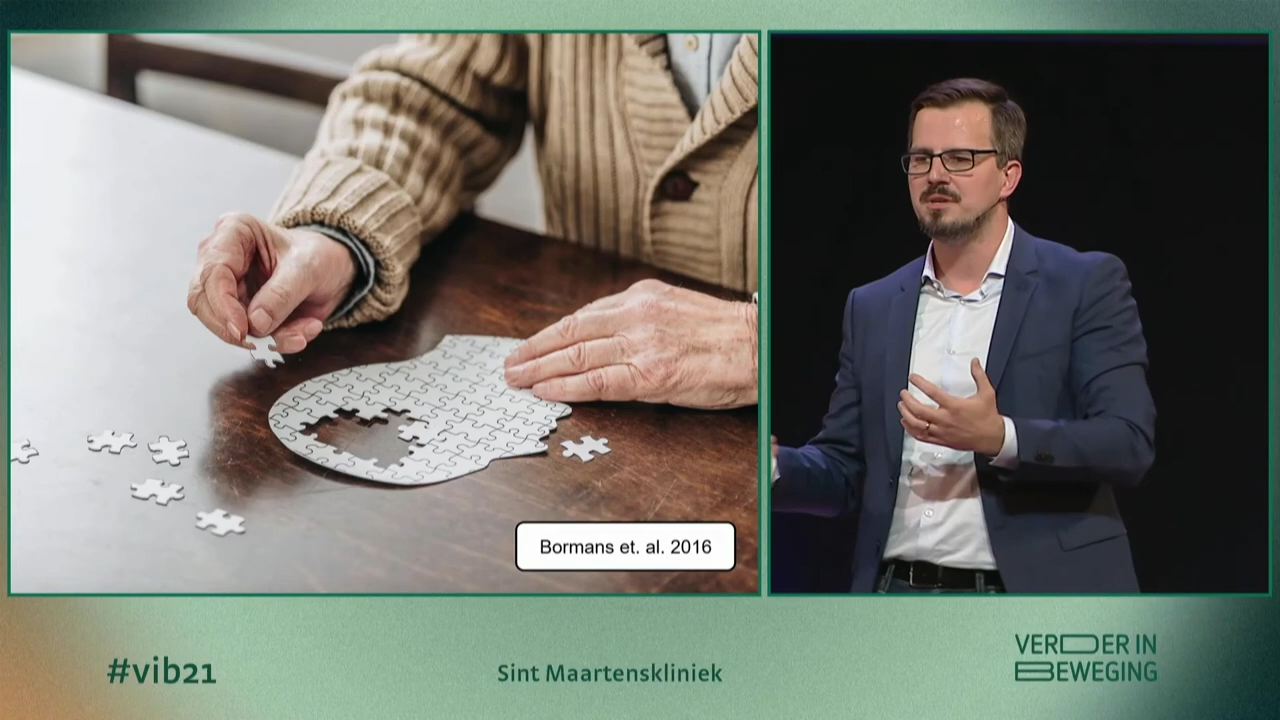 Bormans et. al. 2016
#vib21
Sint Maartenskliniek
VERDER IN
BEWEGING